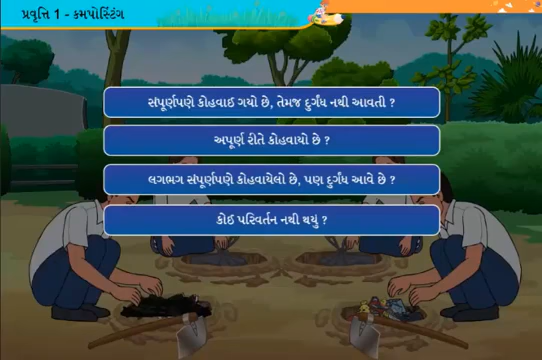 પ્રવૃત્તિ 1 - કમપોસ્ટિંગ
સંપૂર્ણપણે કોહવાઈ ગયો છે, તેમજ દુર્ગંધ નથી આવતી ?
અપૂર્ણ રીતે કોહવાયો છે ?
લગભગ સંપૂર્ણપણે કોહવાયેલો છે, પણ દુર્ગંધ આવે છે ?
કોઈ પરિવર્તન નથી થયું ?